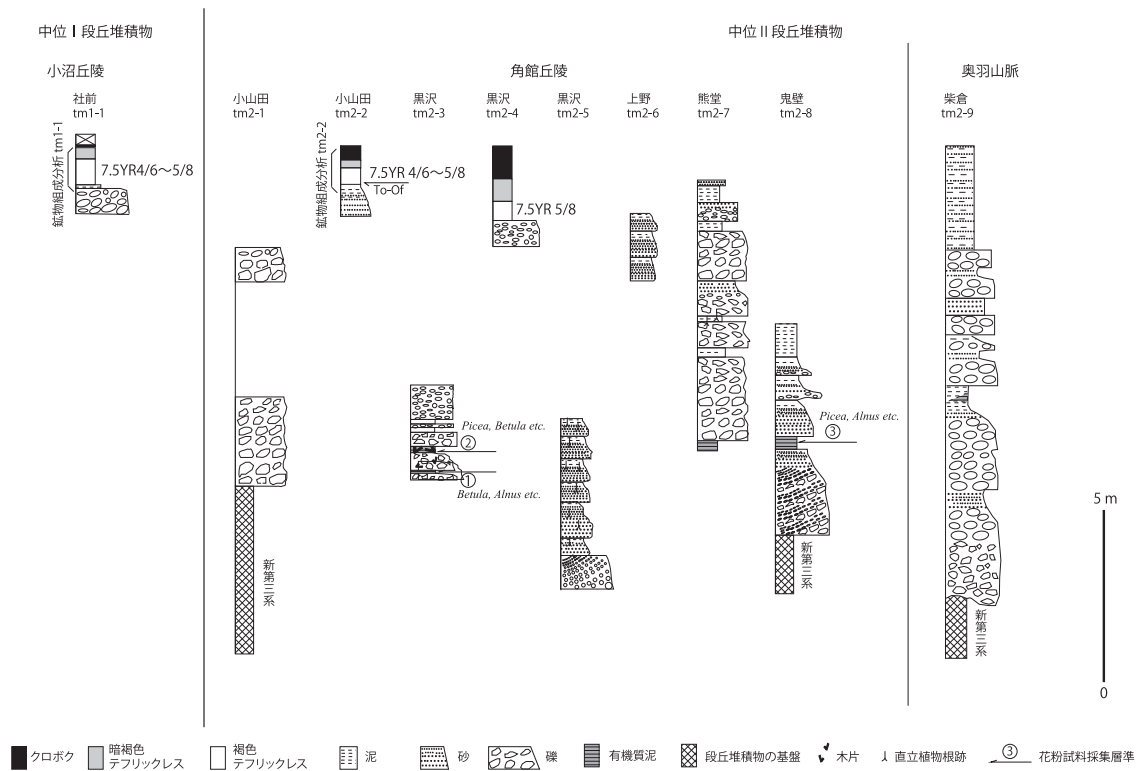 中位 I 段丘堆積物
中位 II 段丘堆積物
小沼丘陵
角館丘陵
奥羽山脈
社前
tm1-1
小山田
tm2-1
小山田
tm2-2
黒沢
tm2-3
黒沢
tm2-4
黒沢
tm2-5
上野
tm2-6
熊堂
tm2-7
鬼壁
tm2-8
柴倉
tm2-9
鉱物組成分析 tm1-1
7.5YR4/6～5/8
鉱物組成分析 tm2-2
7.5YR 4/6～5/8
To-Of
7.5YR 5/8
Picea, Betula etc.
②
①
Betula, Alnus etc.
Picea, Alnus etc.
③
新第三系
新第三系
新第三系
5 m
0
クロボク
暗褐色
テフリックレス
褐色
テフリックレス
泥
砂
礫
有機質泥
段丘堆積物の基盤
木片
直立植物根跡
③
花粉試料採集層準